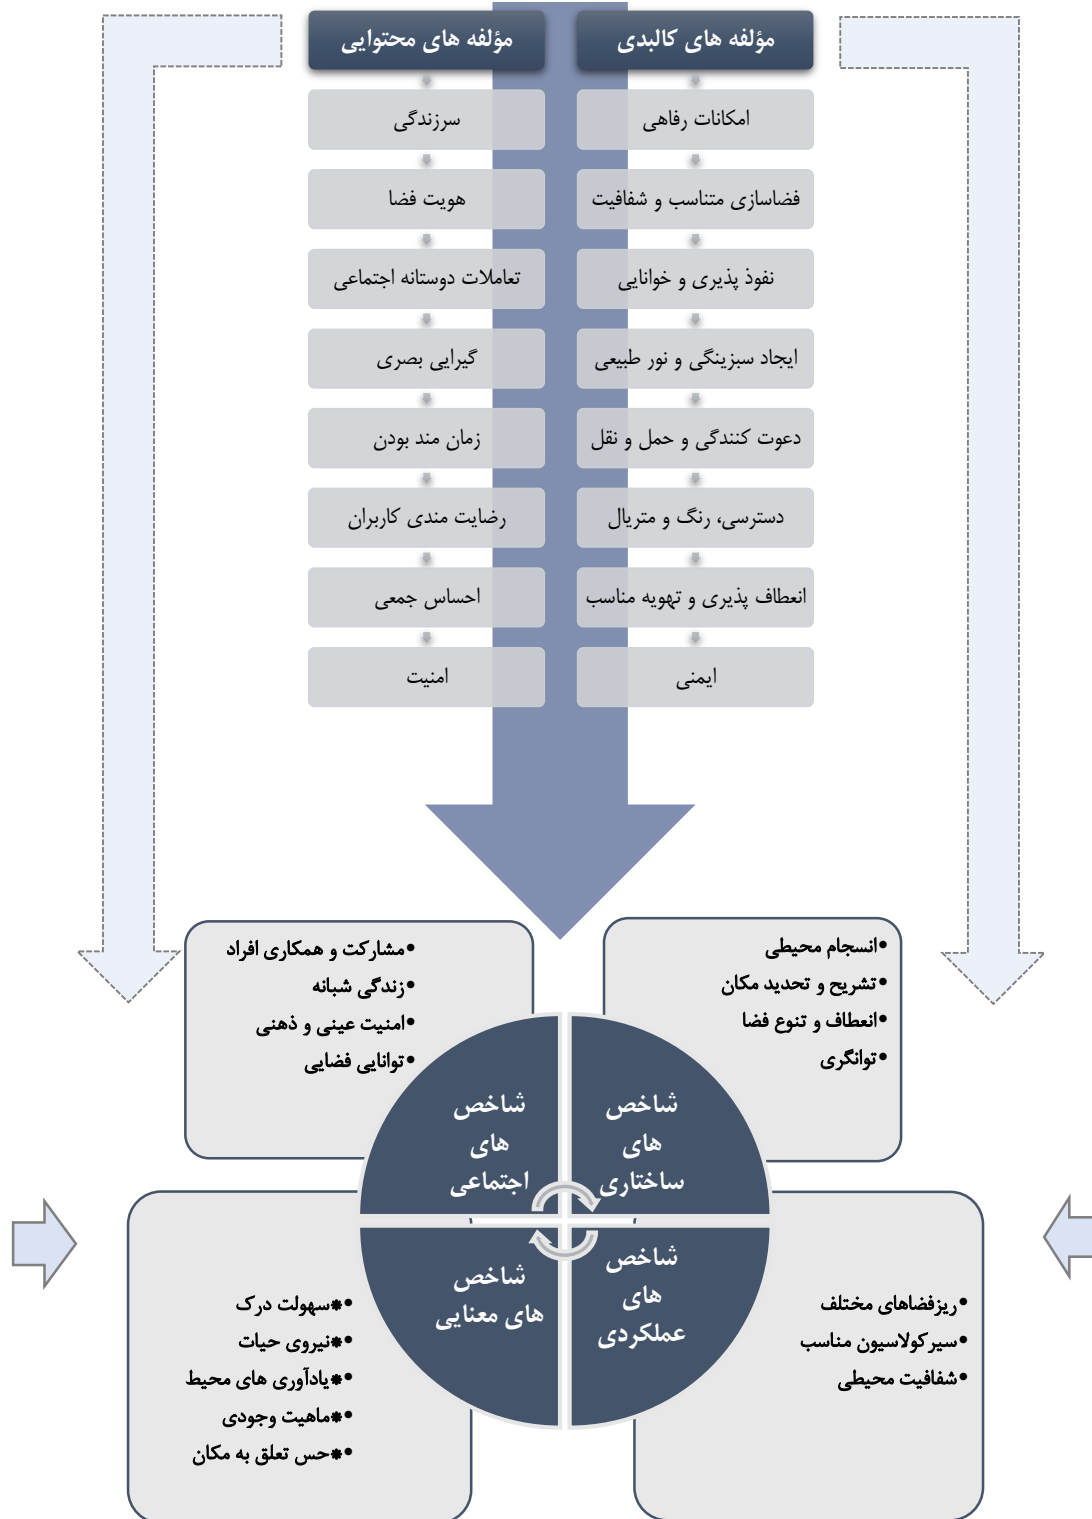 مؤلفه های کالبدی
امکانات رفاهی
فضاسازی متناسب و شفافیت
نفوذ پذیری و خوانایی
ایجاد سبزینگی و نور طبیعی
دعوت کنندگی و حمل و نقل
دسترسی، رنگ و متریال
انعطاف پذیری و تهویه مناسب
ایمنی
مؤلفه های محتوایی
سرزندگی
هویت فضا
تعاملات دوستانه اجتماعی
گیرایی بصری
زمان مند بودن
رضایت مندی کاربران
احساس جمعی
امنیت
•انسجام محیطی
•تشریح و تحدید مکان
•انعطاف و تنوع فضا
•توانگری
شاخص
های
ساختاری
•مشارکت و همکاری افراد
•زندگی شبانه
•امنیت عینی و ذهنی
•توانایی فضایی
شاخص
های
اجتماعی
شاخص
های
عملکردی
•ریزفضاهای مختلف
•سیرکولاسیون مناسب
•شفافیت محیطی
شاخص
های معنایی
•*سهولت درک
•*نیروی حیات
•*یادآوری های محیط
•*ماهیت وجودی
•*حس تعلق به مکان